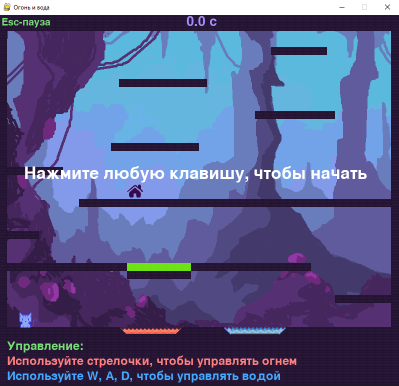 Огонь и вода
Esc-пауза
0.0 с
Нажмите любую клавишу, чтобы начать
Управление:
Используйте стрелочки, чтобы управлять огнем
Используйте W, A, D, чтобы управлять водой